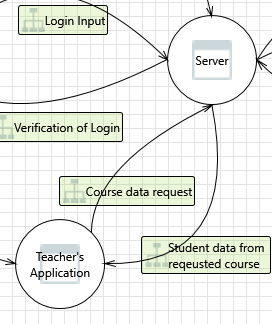 Login Input
Server
Verification of Login
Course data request
Teacher's
Application
Student data from
reqeusted course